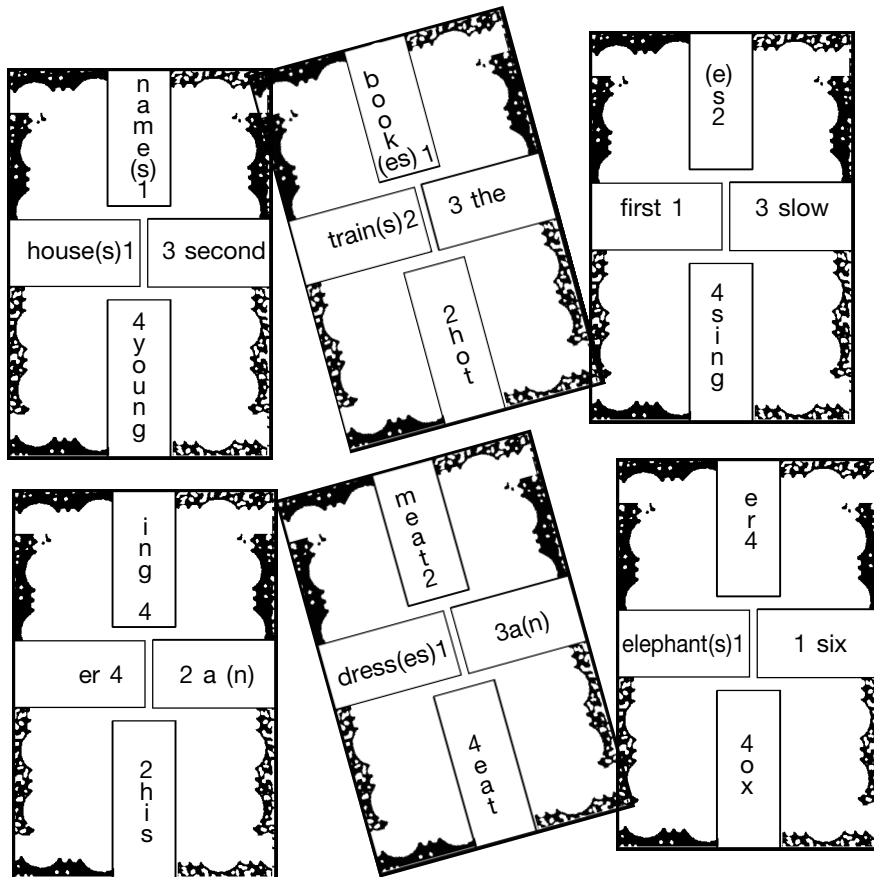 name(s)1
house(s)1
3 second
4young
book(es)1
train(s)2
3 the
2hot
(e)s2
first 1
3 slow
4sing
ing 4
er 4
2 a (n)
2his
meat2
dress(es)1
3a(n)
4eat
er4
elephant(s)1
1 six
4ox